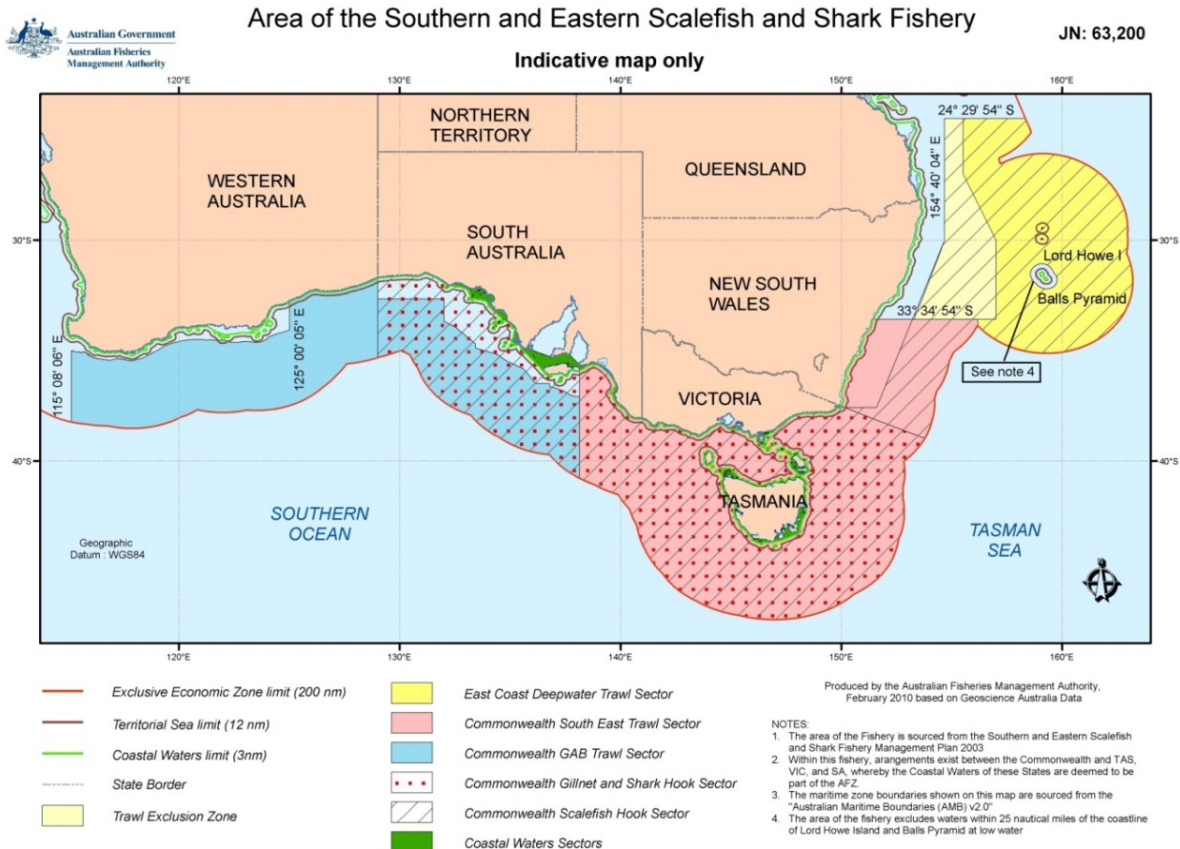 Area of the Southern and Eastern Scalefish and Shark Fishery
JN: 63,200
Australian Government
Australian Fisheries
Management Authority
Indicative map only
120°E
130°E
140°E
150°E
160°E
24° 29' 54" S
154° 40' 04" E
NORTHERN
TERRITORY
QUEENSLAND
WESTERN
AUSTRALIA
SOUTH
AUSTRALIA
30°S
30°S
Lord Howe I
NEW SOUTH
WALES
Balls Pyramid
33° 34' 54" S
115° 08' 06" E
125° 00' 05" E
See note 4
VICTORIA
40°S
40°S
TASMANIA
SOUTHERN
OCEAN
TASMAN
SEA
Geographic
Datum : WGS84
120°E
130°E
140°E
150°E
160°E
Exclusive Economic Zone limit (200 nm)
Territorial Sea limit (12 nm)
Coastal Waters limit (3nm)
State Border
Trawl Exclusion Zone
East Coast Deepwater Trawl Sector
Commonwealth South East Trawl Sector
Commonwealth GAB Trawl Sector
Commonwealth Gillnet and Shark Hook Sector
Commonwealth Scalefish Hook Sector
Coastal Waters Sectors
Produced by the Australian Fisheries Management Authority,
February 2010 based on Geoscience Australia Data
NOTES:
1. The area of the Fishery is sourced from the Southern and Eastern Scalefish
and Shark Fishery Management Plan 2003
2. Within this fishery, arangements exist between the Commonwealth and TAS,
VIC, and SA, whereby the Coastal Waters of these States are deemed to be
part of the AFZ.
3. The maritime zone boundaries shown on this map are sourced from the
"Australian Maritime Boundaries (AMB) v2.0"
4. The area of the fishery excludes waters within 25 nautical miles of the coastline
of Lord Howe Island and Balls Pyramid at low water